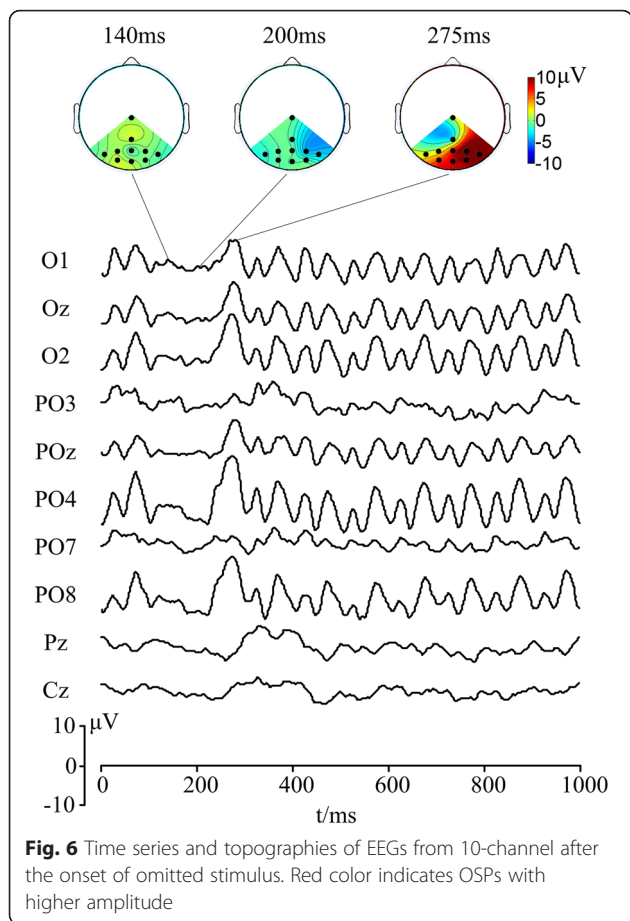 140ms 200ms 275ms
10 μV
5
0
-5
-10
O1
Oz
O2
PO3
POz
PO4
PO7
PO8
Pz
Cz
10 μV
0
-10
0 200 400 600 800 1000
t/ms
Fig. 6 Time series and topographies of EEGs from 10-channel after
the onset of omitted stimulus. Red color indicates OSPs with
higher amplitude